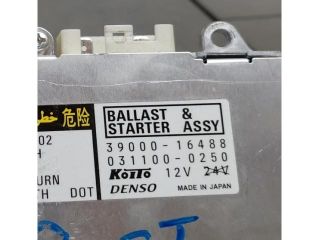 خطر 危险
BALLAST &
STARTER ASSY
39000-16488
031100-0250
KOITO 12V 24V
DENSO MADE IN JAPAN
02
H
URN
TH DOT